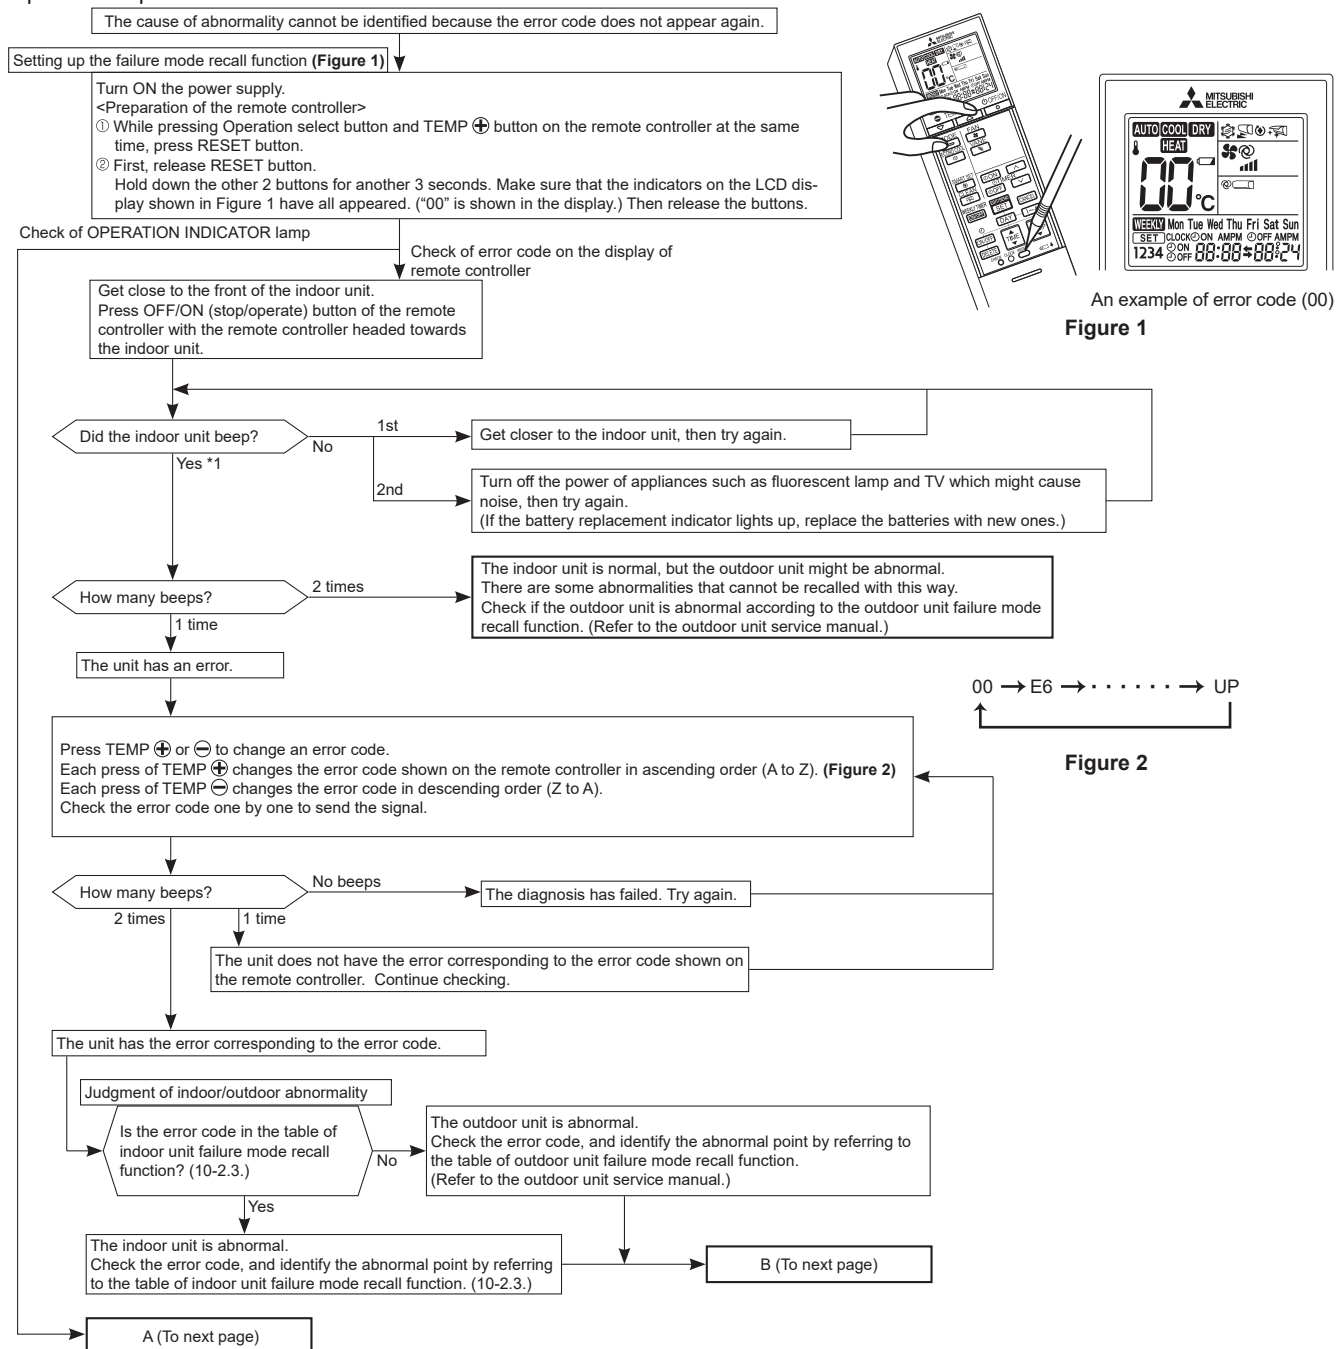 The cause of abnormality cannot be identified because the error code does not appear again.
Setting up the failure mode recall function (Figure 1)
Turn ON the power supply.
<Preparation of the remote controller>
① While pressing Operation select button and TEMP ⊕ button on the remote controller at the same
time, press RESET button.
② First, release RESET button.
Hold down the other 2 buttons for another 3 seconds. Make sure that the indicators on the LCD dis-
play shown in Figure 1 have all appeared. (“00” is shown in the display.) Then release the buttons.
MITSUBISHI
ELECTRIC
AUTO COOL DRY
HEAT
00 °C
WEEKLY Mon Tue Wed Thu Fri Sat Sun
SET CLOCK ON AMPM OFF AMPM
1234 ON OFF 88:88 88:24
An example of error code (00)
Figure 1
Check of OPERATION INDICATOR lamp
Check of error code on the display of
remote controller
Get close to the front of the indoor unit.
Press OFF/ON (stop/operate) button of the remote
controller with the remote controller headed towards
the indoor unit.
Did the indoor unit beep?
No
1st
Get closer to the indoor unit, then try again.
Yes *1
2nd
Turn off the power of appliances such as fluorescent lamp and TV which might cause
noise, then try again.
(If the battery replacement indicator lights up, replace the batteries with new ones.)
How many beeps?
2 times
The indoor unit is normal, but the outdoor unit might be abnormal.
There are some abnormalities that cannot be recalled with this way.
Check if the outdoor unit is abnormal according to the outdoor unit failure mode
recall function. (Refer to the outdoor unit service manual.)
1 time
The unit has an error.
00 → E6 → · · · · · · → UP
Figure 2
Press TEMP ⊕ or ⊖ to change an error code.
Each press of TEMP ⊕ changes the error code shown on the remote controller in ascending order (A to Z). (Figure 2)
Each press of TEMP ⊖ changes the error code in descending order (Z to A).
Check the error code one by one to send the signal.
How many beeps?
No beeps
The diagnosis has failed. Try again.
2 times
1 time
The unit does not have the error corresponding to the error code shown on
the remote controller. Continue checking.
The unit has the error corresponding to the error code.
Judgment of indoor/outdoor abnormality
Is the error code in the table of
indoor unit failure mode recall
function? (10-2.3.)
No
The outdoor unit is abnormal.
Check the error code, and identify the abnormal point by referring to
the table of outdoor unit failure mode recall function.
(Refer to the outdoor unit service manual.)
Yes
The indoor unit is abnormal.
Check the error code, and identify the abnormal point by referring
to the table of indoor unit failure mode recall function. (10-2.3.)
B (To next page)
A (To next page)